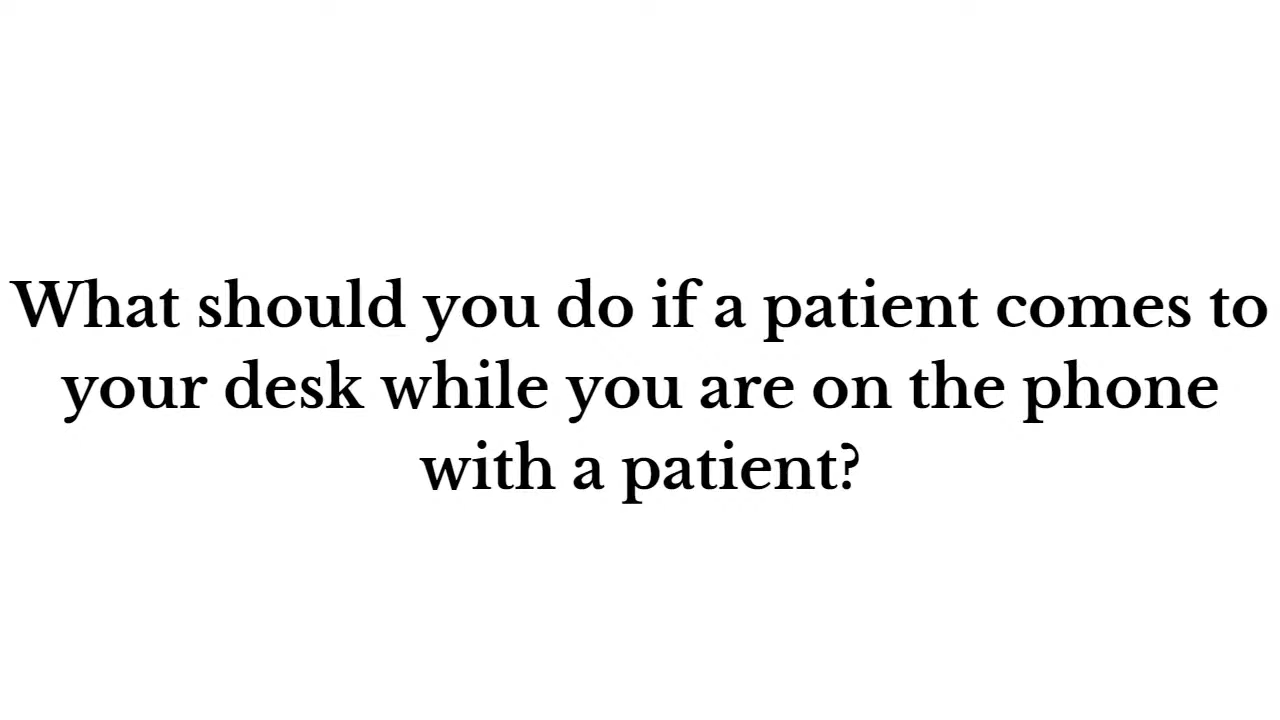 What should you do if a patient comes to
your desk while you are on the phone
with a patient?